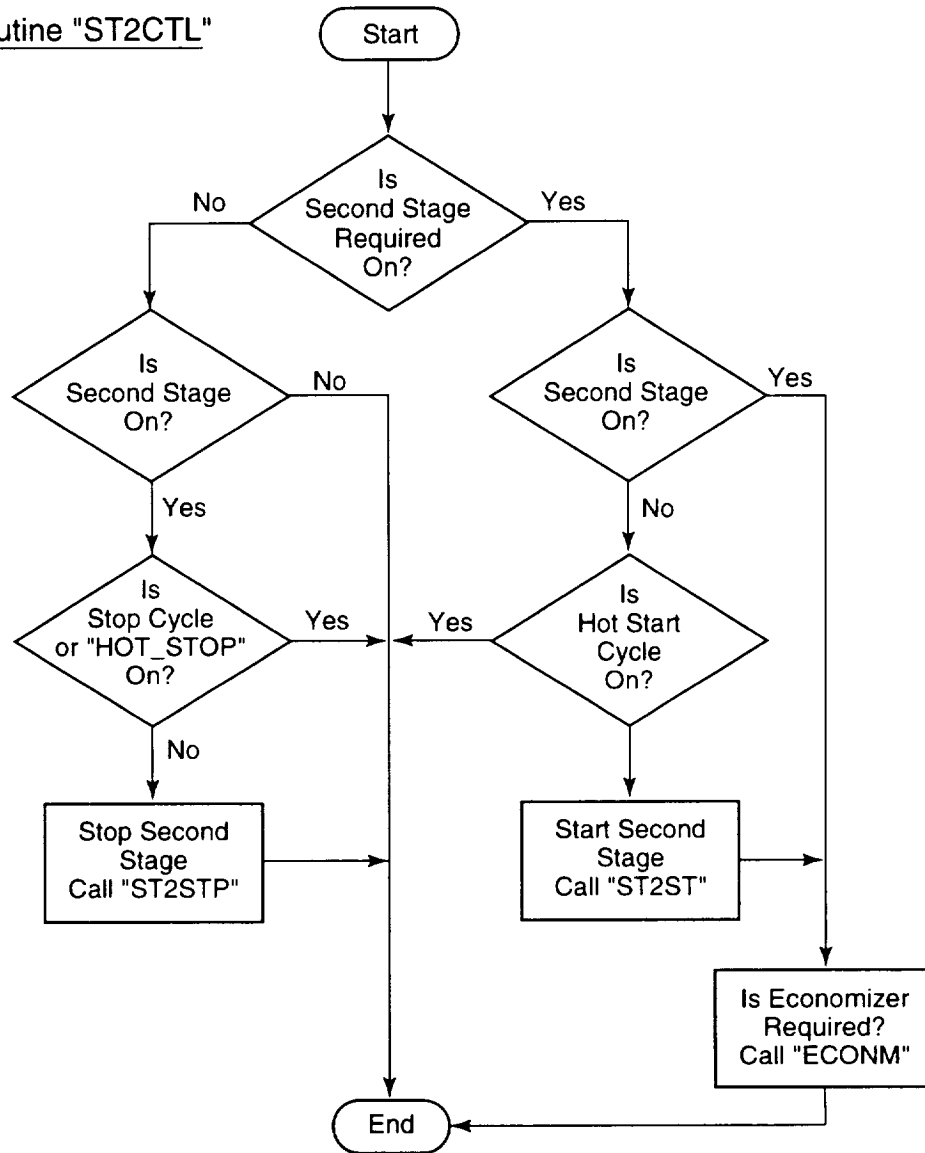 utine "ST2CTL"
Start
Is
Second Stage
Required
On?
No
Yes
Is
Second Stage
On?
No
Is
Second Stage
On?
Yes
Yes
No
Is
Stop Cycle
or "HOT_STOP"
On?
Yes
Yes
Is
Hot Start
Cycle
On?
No
Stop Second
Stage
Call "ST2STP"
Start Second
Stage
Call "ST2ST"
Is Economizer
Required?
Call "ECONM"
End